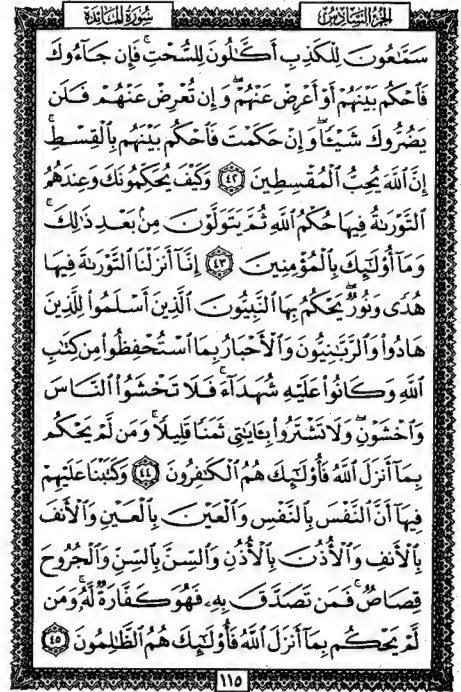 الجزء السادس سورة المائدة
سَمَّٰعُونَ لِلۡكَذِبِ أَكَّٰلُونَ لِلسُّحۡتِۚ فَإِن جَآءُوكَ
فَٱحۡكُم بَيۡنَهُمۡ أَوۡ أَعۡرِضۡ عَنۡهُمۡۖ وَإِن تُعۡرِضۡ عَنۡهُمۡ فَلَن
يَضُرُّوكَ شَيۡـٔٗاۖ وَإِنۡ حَكَمۡتَ فَٱحۡكُم بَيۡنَهُم بِٱلۡقِسۡطِۚ
إِنَّ ٱللَّهَ يُحِبُّ ٱلۡمُقۡسِطِينَ ٤٢ وَكَيۡفَ يُحَكِّمُونَكَ وَعِندَهُمُ
ٱلتَّوۡرَىٰةُ فِيهَا حُكۡمُ ٱللَّهِ ثُمَّ يَتَوَلَّوۡنَ مِنۢ بَعۡدِ ذَٰلِكَۚ
وَمَآ أُوْلَٰٓئِكَ بِٱلۡمُؤۡمِنِينَ ٤٣ إِنَّآ أَنزَلۡنَا ٱلتَّوۡرَىٰةَ فِيهَا
هُدٗى وَنُورٞۚ يَحۡكُمُ بِهَا ٱلنَّبِيُّونَ ٱلَّذِينَ أَسۡلَمُواْ لِلَّذِينَ
هَادُواْ وَٱلرَّبَّٰنِيُّونَ وَٱلۡأَحۡبَارُ بِمَا ٱسۡتُحۡفِظُواْ مِن كِتَٰبِ
ٱللَّهِ وَكَانُواْ عَلَيۡهِ شُهَدَآءَۚ فَلَا تَخۡشَوُاْ ٱلنَّاسَ
وَٱخۡشَوۡنِۖ وَلَا تَشۡتَرُواْ بِـَٔايَٰتِي ثَمَنٗا قَلِيلٗاۚ وَمَن لَّمۡ يَحۡكُم
بِمَآ أَنزَلَ ٱللَّهُ فَأُوْلَٰٓئِكَ هُمُ ٱلۡكَٰفِرُونَ ٤٤ وَكَتَبۡنَا عَلَيۡهِمۡ
فِيهَآ أَنَّ ٱلنَّفۡسَ بِٱلنَّفۡسِ وَٱلۡعَيۡنَ بِٱلۡعَيۡنِ وَٱلۡأَنفَ
بِٱلۡأَنفِ وَٱلۡأُذُنَ بِٱلۡأُذُنِ وَٱلسِّنَّ بِٱلسِّنِّ وَٱلۡجُرُوحَ
قِصَاصٞۚ فَمَن تَصَدَّقَ بِهِۦ فَهُوَ كَفَّارَةٞ لَّهُۥۚ وَمَن
لَّمۡ يَحۡكُم بِمَآ أَنزَلَ ٱللَّهُ فَأُوْلَٰٓئِكَ هُمُ ٱلظَّٰلِمُونَ ٤٥
١١٥